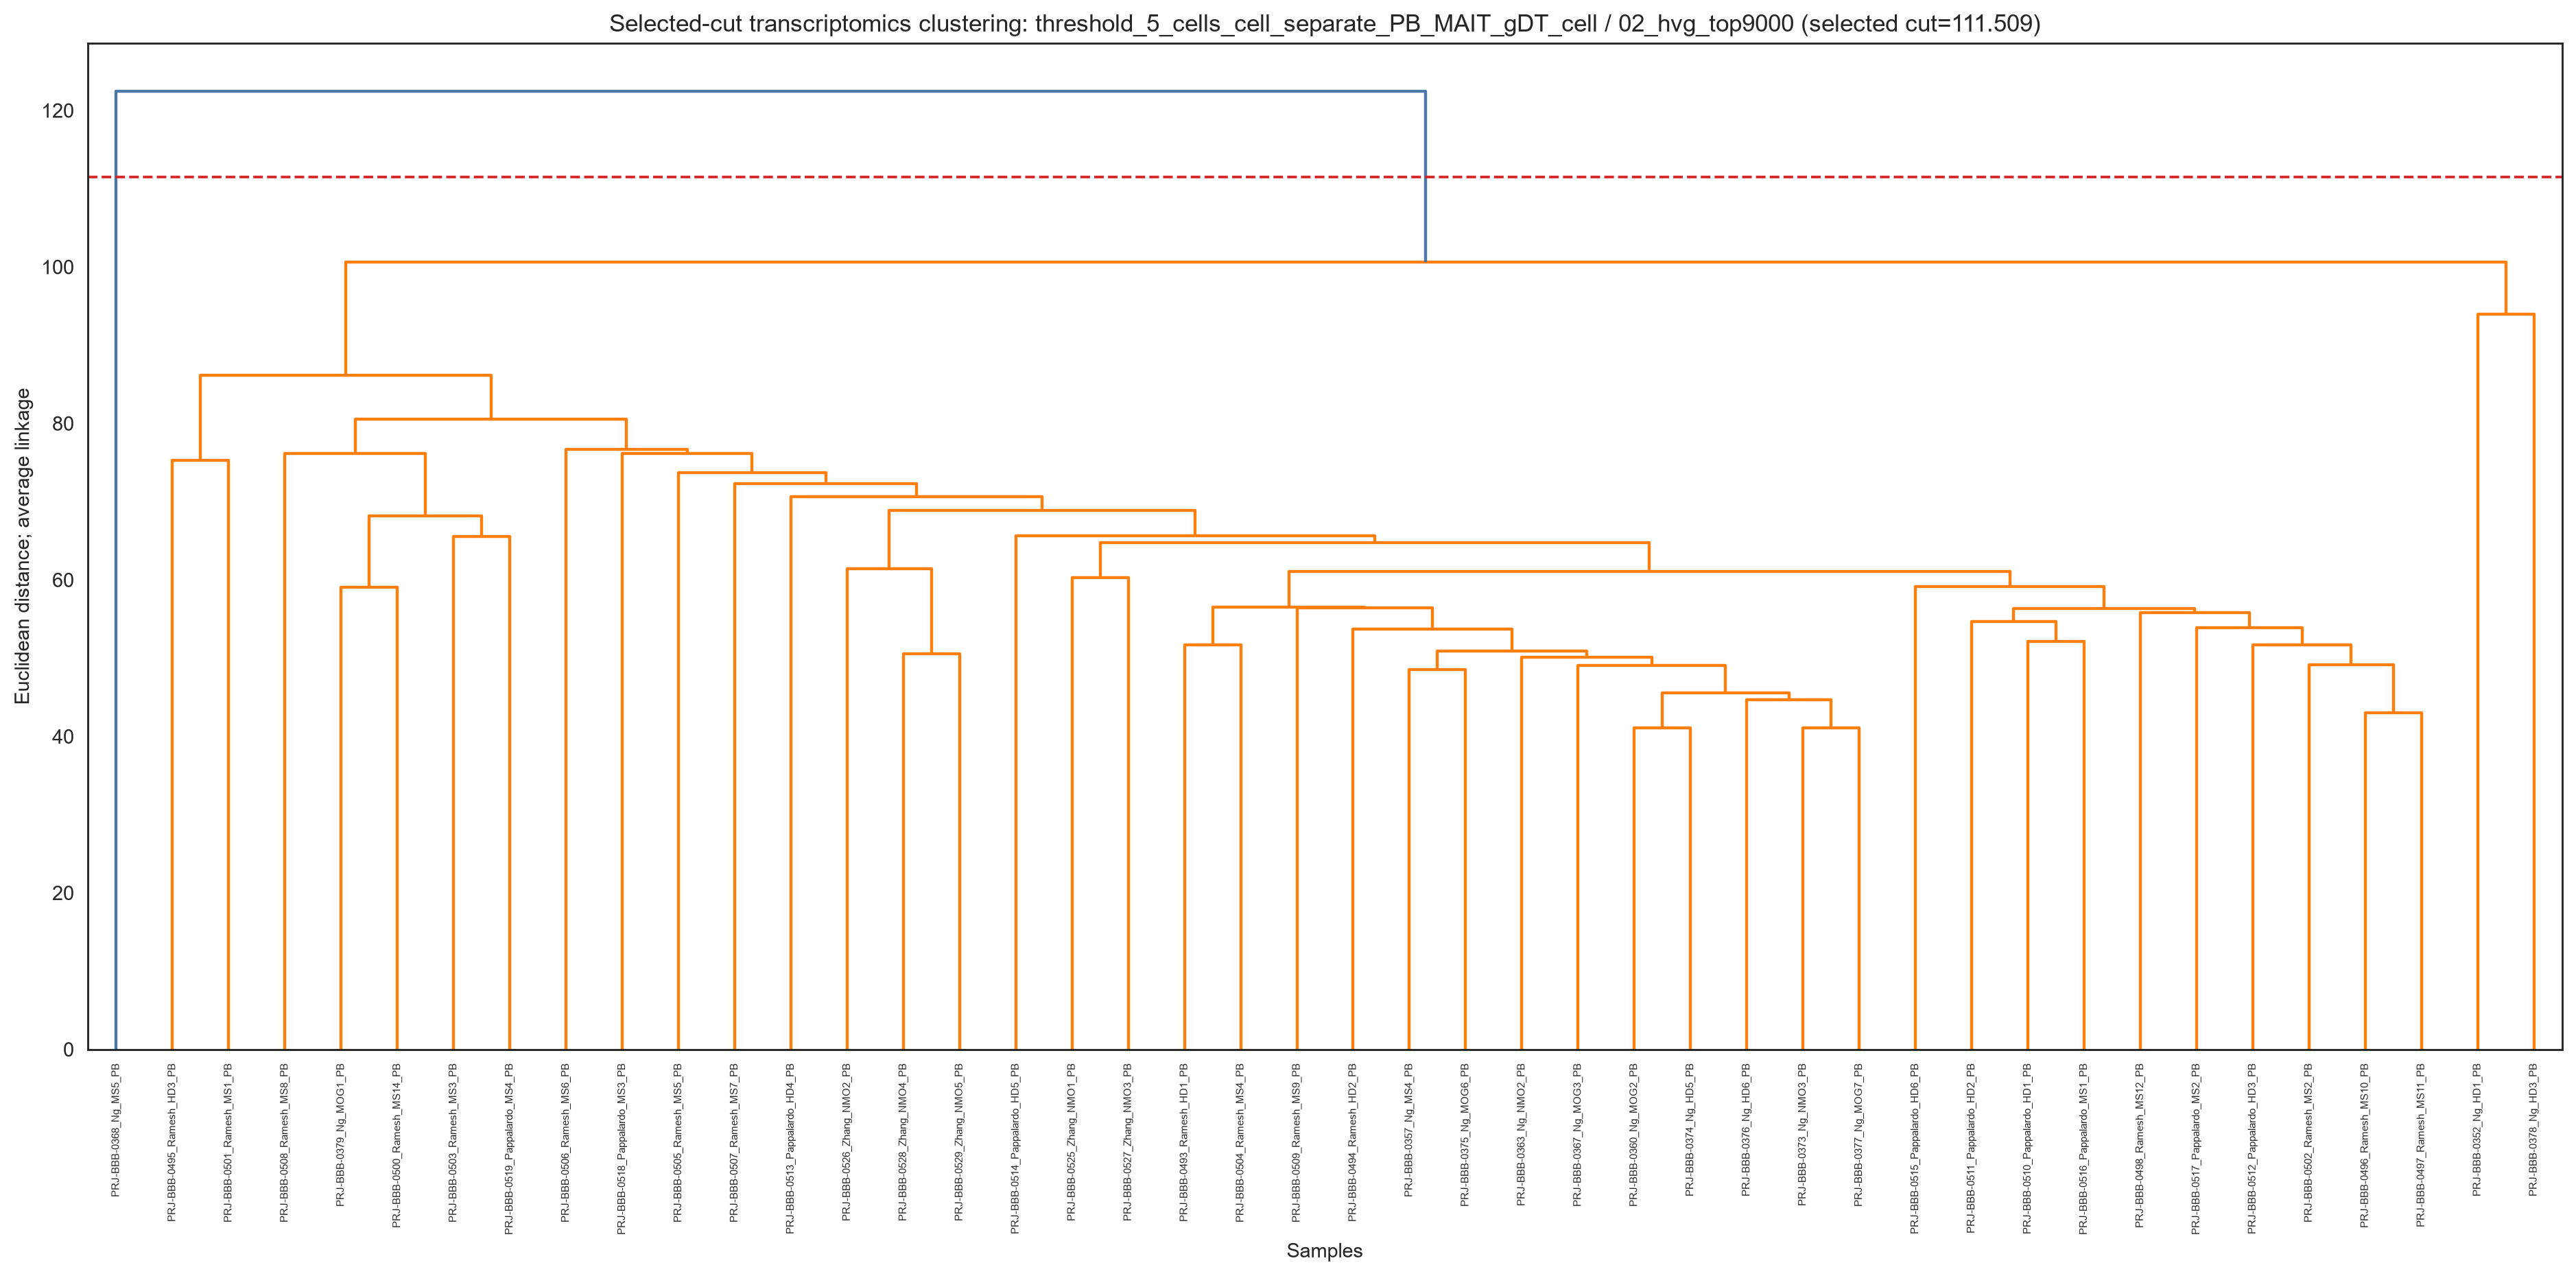 Selected-cut transcriptomics clustering: threshold_5_cells_cell_separate_PB_MAIT_gDT_cell / 02_hvg_top9000 (selected cut=111.509)
Euclidean distance; average linkage
120
100
80
60
40
20
0
PRJ-BBB-0368_Ng_MS5_PB
PRJ-BBB-0495_Ramesh_HD3_PB
PRJ-BBB-0501_Ramesh_MS1_PB
PRJ-BBB-0508_Ramesh_MS8_PB
PRJ-BBB-0379_Ng_MOG1_PB
PRJ-BBB-0500_Ramesh_MS14_PB
PRJ-BBB-0503_Ramesh_MS3_PB
PRJ-BBB-0519_Pappalardo_MS4_PB
PRJ-BBB-0506_Ramesh_MS6_PB
PRJ-BBB-0518_Pappalardo_MS3_PB
PRJ-BBB-0505_Ramesh_MS5_PB
PRJ-BBB-0507_Ramesh_MS7_PB
PRJ-BBB-0513_Pappalardo_HD4_PB
PRJ-BBB-0526_Zhang_NMO2_PB
PRJ-BBB-0528_Zhang_NMO4_PB
PRJ-BBB-0529_Zhang_NMO5_PB
PRJ-BBB-0514_Pappalardo_HD5_PB
PRJ-BBB-0525_Zhang_NMO1_PB
PRJ-BBB-0527_Zhang_NMO3_PB
PRJ-BBB-0493_Ramesh_HD1_PB
PRJ-BBB-0504_Ramesh_MS4_PB
PRJ-BBB-0509_Ramesh_MS9_PB
PRJ-BBB-0494_Ramesh_HD2_PB
PRJ-BBB-0357_Ng_MS4_PB
PRJ-BBB-0375_Ng_MOG6_PB
PRJ-BBB-0363_Ng_NMO2_PB
PRJ-BBB-0367_Ng_MOG3_PB
PRJ-BBB-0360_Ng_MOG2_PB
PRJ-BBB-0374_Ng_HD5_PB
PRJ-BBB-0376_Ng_HD6_PB
PRJ-BBB-0373_Ng_NMO3_PB
PRJ-BBB-0377_Ng_MOG7_PB
PRJ-BBB-0515_Pappalardo_HD6_PB
PRJ-BBB-0511_Pappalardo_HD2_PB
PRJ-BBB-0510_Pappalardo_HD1_PB
PRJ-BBB-0516_Pappalardo_MS1_PB
PRJ-BBB-0498_Ramesh_MS12_PB
PRJ-BBB-0517_Pappalardo_MS2_PB
PRJ-BBB-0512_Pappalardo_HD3_PB
PRJ-BBB-0502_Ramesh_MS2_PB
PRJ-BBB-0496_Ramesh_MS10_PB
PRJ-BBB-0497_Ramesh_MS11_PB
PRJ-BBB-0352_Ng_HD1_PB
PRJ-BBB-0378_Ng_HD3_PB
Samples